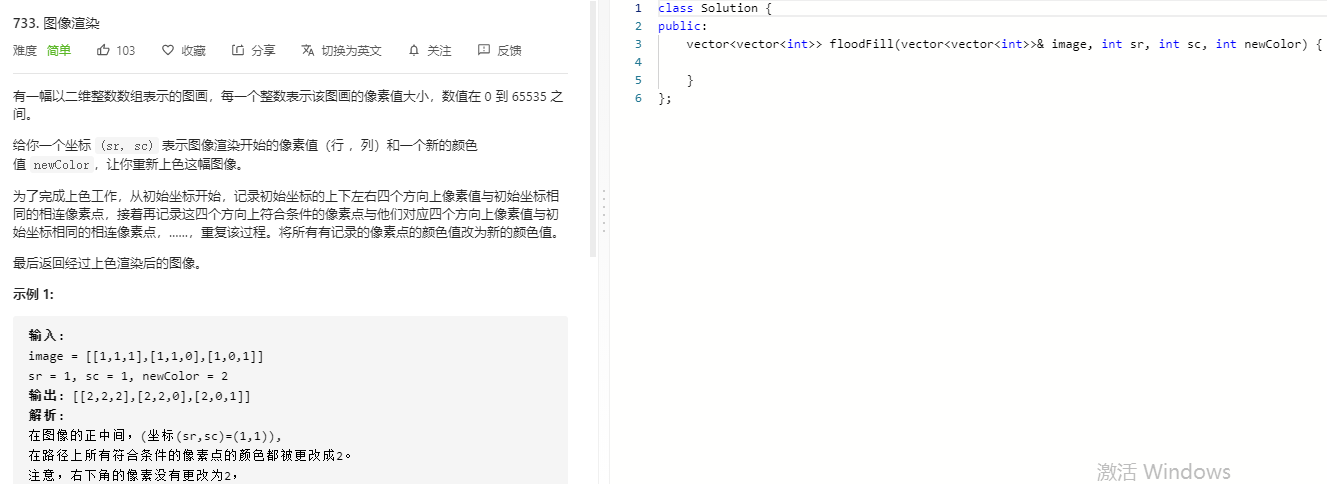 733. 图像渲染
难度 简单 103 收藏 分享 切换为英文 关注 反馈
有一幅以二维整数数组表示的图画，每一个整数表示该图画的像素值大小，数值在 0 到 65535 之
间。
给你一个坐标 (sr, sc) 表示图像渲染开始的像素值（行 ，列）和一个新的颜色
值 newColor，让你重新上色这幅图像。
为了完成上色工作，从初始坐标开始，记录初始坐标的上下左右四个方向上像素值与初始坐标相
同的相连像素点，接着再记录这四个方向上符合条件的像素点与他们对应四个方向上像素值与初
始坐标相同的相连像素点，……，重复该过程。将所有有记录的像素点的颜色值改为新的颜色值。
最后返回经过上色渲染后的图像。
示例 1:
输入:
image = [[1,1,1],[1,1,0],[1,0,1]]
sr = 1, sc = 1, newColor = 2
输出: [[2,2,2],[2,2,0],[2,0,1]]
解析:
在图像的正中间，(坐标(sr,sc)=(1,1)),
在路径上所有符合条件的像素点的颜色都被更改成2。
注意，右下角的像素没有更改为2，
1 class Solution {
2 public:
3 vector<vector<int>> floodFill(vector<vector<int>>& image, int sr, int sc, int newColor) {
4
5 }
6 };
激活 Windows